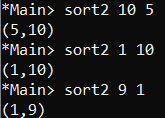 *Main> sort2 10 5
(5,10)
*Main> sort2 1 10
(1,10)
*Main> sort2 9 1
(1,9)